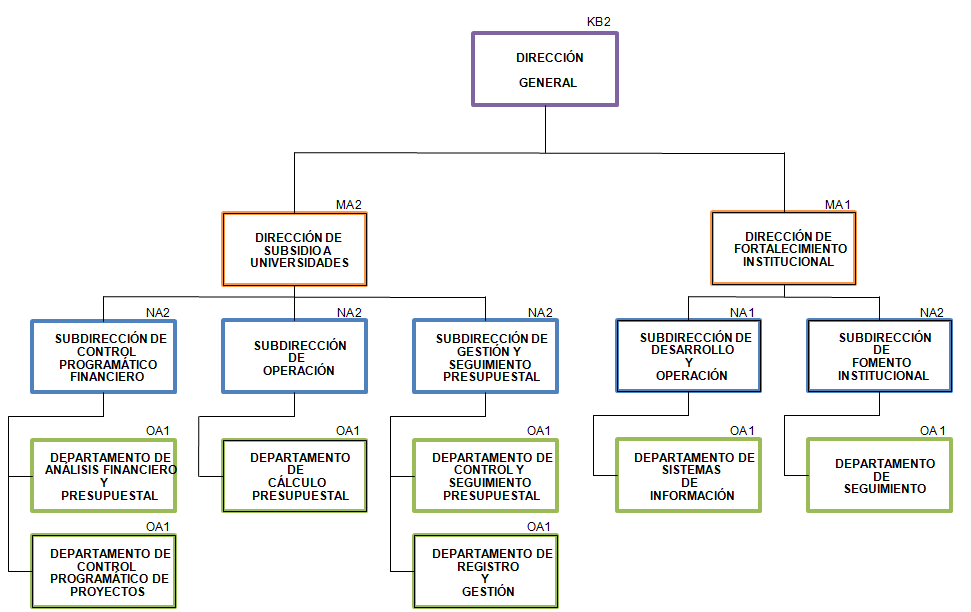 KB2
DIRECCIÓN
GENERAL
MA2
DIRECCIÓN DE
SUBSIDIO A
UNIVERSIDADES
MA1
DIRECCIÓN DE
FORTALECIMIENTO
INSTITUCIONAL
NA2
SUBDIRECCIÓN DE
CONTROL
PROGRAMÁTICO
FINANCIERO
NA2
SUBDIRECCIÓN
DE
OPERACIÓN
NA2
SUBDIRECCIÓN DE
GESTIÓN Y
SEGUIMIENTO
PRESUPUESTAL
NA1
SUBDIRECCIÓN DE
DESARROLLO
Y
OPERACIÓN
NA2
SUBDIRECCIÓN
DE
FOMENTO
INSTITUCIONAL
OA1
DEPARTAMENTO DE
ANÁLISIS FINANCIERO
Y
PRESUPUESTAL
OA1
DEPARTAMENTO
DE
CÁLCULO
PRESUPUESTAL
OA1
DEPARTAMENTO DE
CONTROL Y
SEGUIMIENTO
PRESUPUESTAL
OA1
DEPARTAMENTO DE
SISTEMAS
DE
INFORMACIÓN
OA1
DEPARTAMENTO
DE
SEGUIMIENTO
OA1
DEPARTAMENTO DE
CONTROL
PROGRAMÁTICO DE
PROYECTOS
OA1
DEPARTAMENTO DE
REGISTRO
Y
GESTIÓN